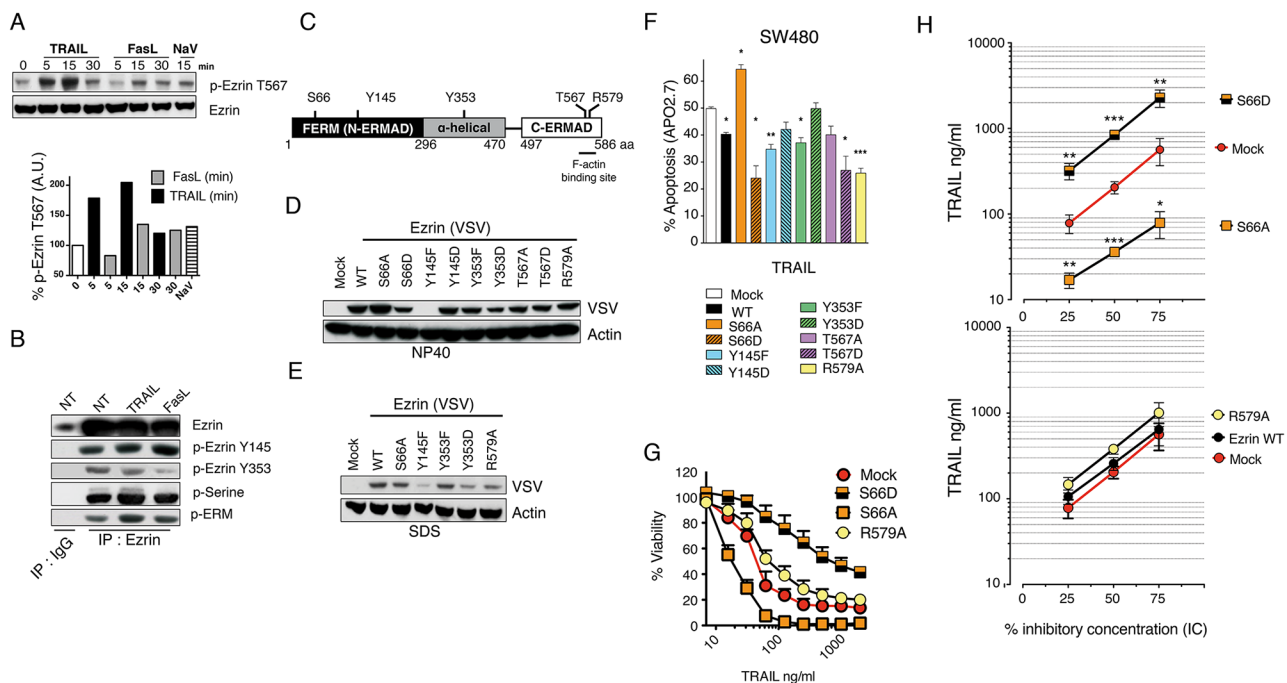 A
TRAIL FasL NaV
0 5 15 30 5 15 30 15 min
p-Ezrin T567
Ezrin
% p-Ezrin T567 (A.U.)
200
150
100
50
FasL (min)
TRAIL (min)
0 5 5 15 15 30 30 NaV
B
NT NT TRAIL FasL
Ezrin
p-Ezrin Y145
p-Ezrin Y353
p-Serine
p-ERM
IP : IgG IP : Ezrin
C
S66 Y145 Y353 T567 R579
FERM (N-ERMAD) α-helical C-ERMAD
1 296 470 497 586 aa
F-actin
binding site
D
Ezrin (VSV)
Mock WT S66A S66D Y145F Y145D Y353F Y353D T567A T567D R579A
VSV
Actin
NP40
E
Ezrin (VSV)
Mock WT S66A Y145F Y353F Y353D R579A
VSV
Actin
SDS
F
SW480
% Apoptosis (APO2.7)
70
60
50
40
30
20
10
0
* * * ** * * ***
TRAIL
Mock
WT
S66A
S66D
Y145F
Y145D
Y353F
Y353D
T567A
T567D
R579A
G
% Viability
120
100
80
60
40
20
0
10 100 1000
TRAIL ng/ml
Mock
S66D
S66A
R579A
H
TRAIL ng/ml
10000
1000
100
10
** *** **
** *** *
S66D
Mock
S66A
TRAIL ng/ml
10000
1000
100
10
R579A
Ezrin WT
Mock
0 25 50 75
% inhibitory concentration (IC)